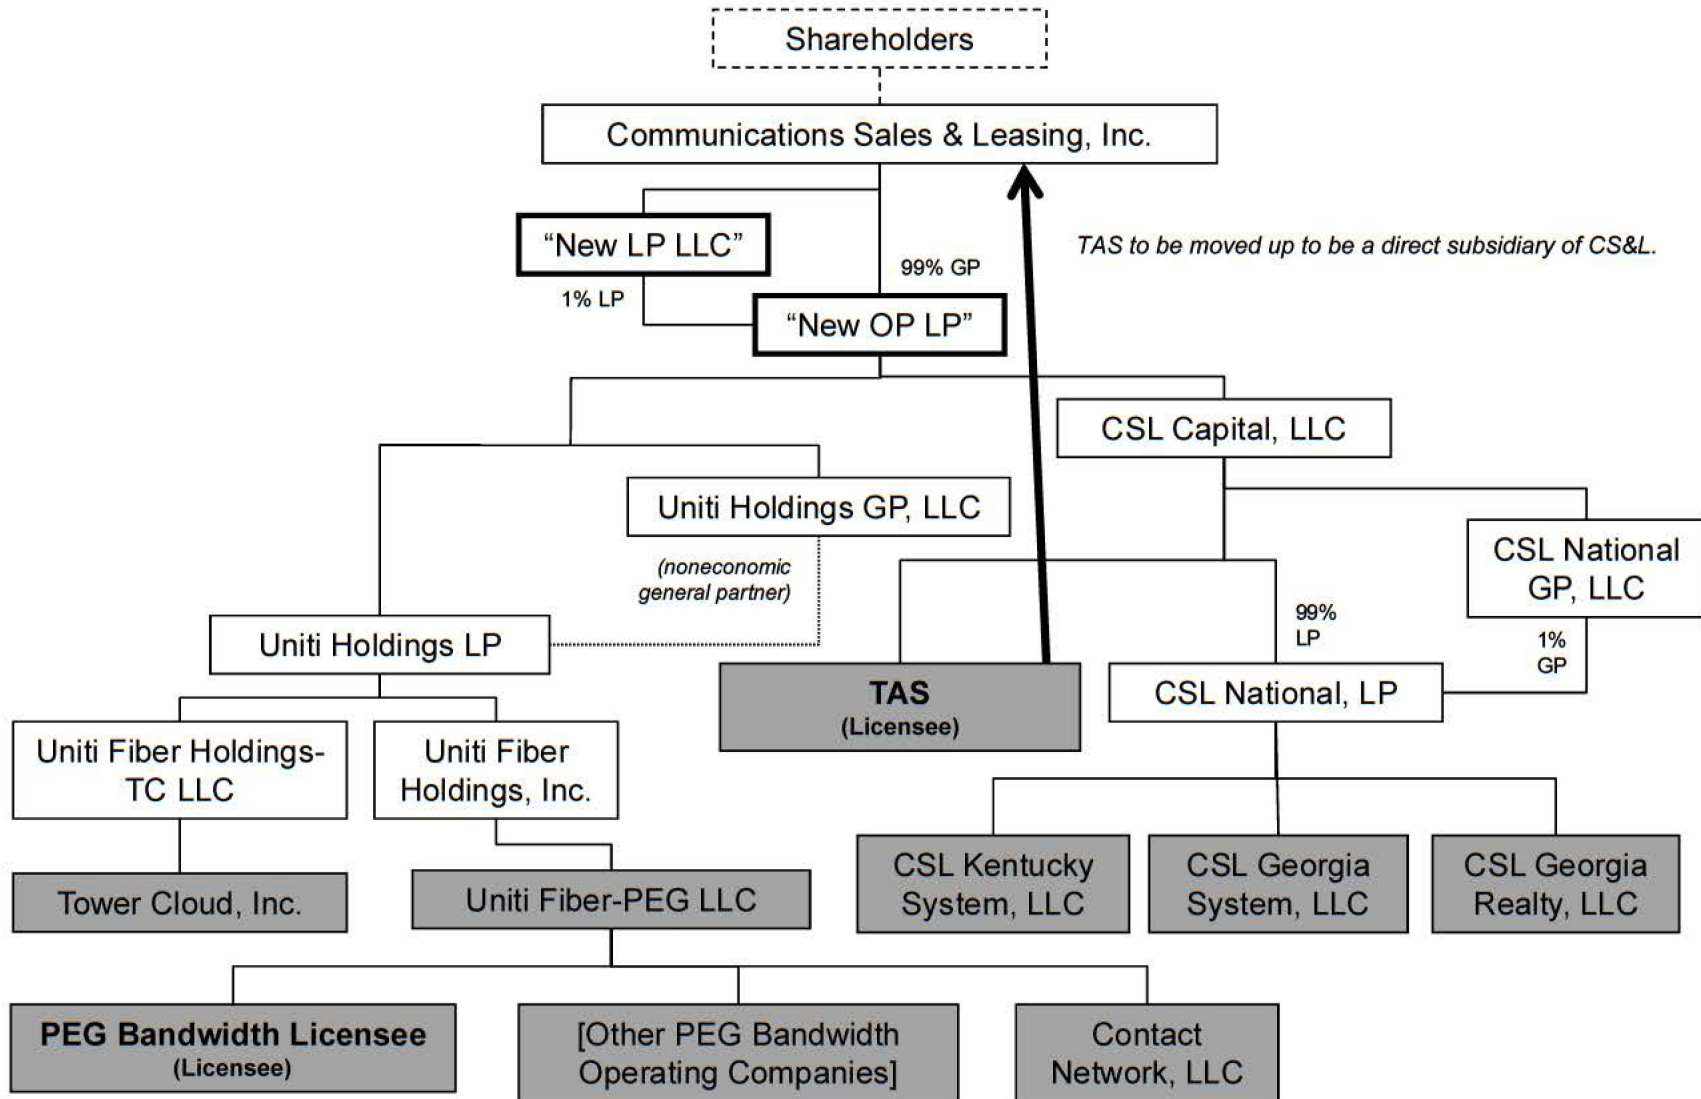 Shareholders
Communications Sales & Leasing, Inc.
“New LP LLC”
TAS to be moved up to be a direct subsidiary of CS&L.
99% GP
1% LP
“New OP LP”
CSL Capital, LLC
Uniti Holdings GP, LLC
(noneconomic
general partner)
CSL National
GP, LLC
99%
LP
1%
GP
Uniti Holdings LP
TAS
(Licensee)
CSL National, LP
Uniti Fiber Holdings-
TC LLC
Uniti Fiber
Holdings, Inc.
Tower Cloud, Inc.
Uniti Fiber-PEG LLC
CSL Kentucky
System, LLC
CSL Georgia
System, LLC
CSL Georgia
Realty, LLC
PEG Bandwidth Licensee
(Licensee)
[Other PEG Bandwidth
Operating Companies]
Contact
Network, LLC